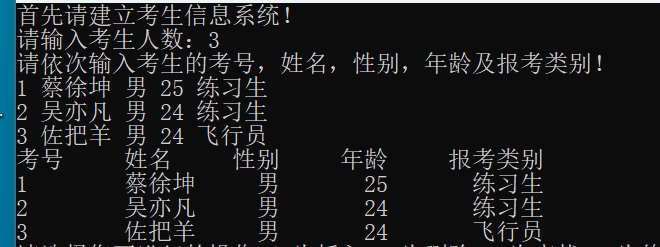 首先请建立考生信息系统！
请输入考生人数：3
请依次输入考生的考号，姓名，性别，年龄及报考类别！
1 蔡徐坤 男 25 练习生
2 吴亦凡 男 24 练习生
3 佐把羊 男 24 飞行员
考号 姓名 性别 年龄 报考类别
1 蔡徐坤 男 25 练习生
2 吴亦凡 男 24 练习生
3 佐把羊 男 24 飞行员